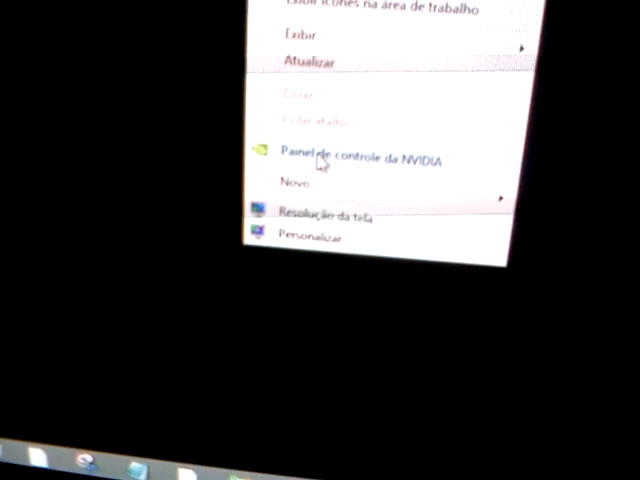 Exibir ícones na área de trabalho
Exibir
Atualizar
Colar
Colar atalho
Painel de controle da NVIDIA
Novo
Resolução da tela
Personalizar